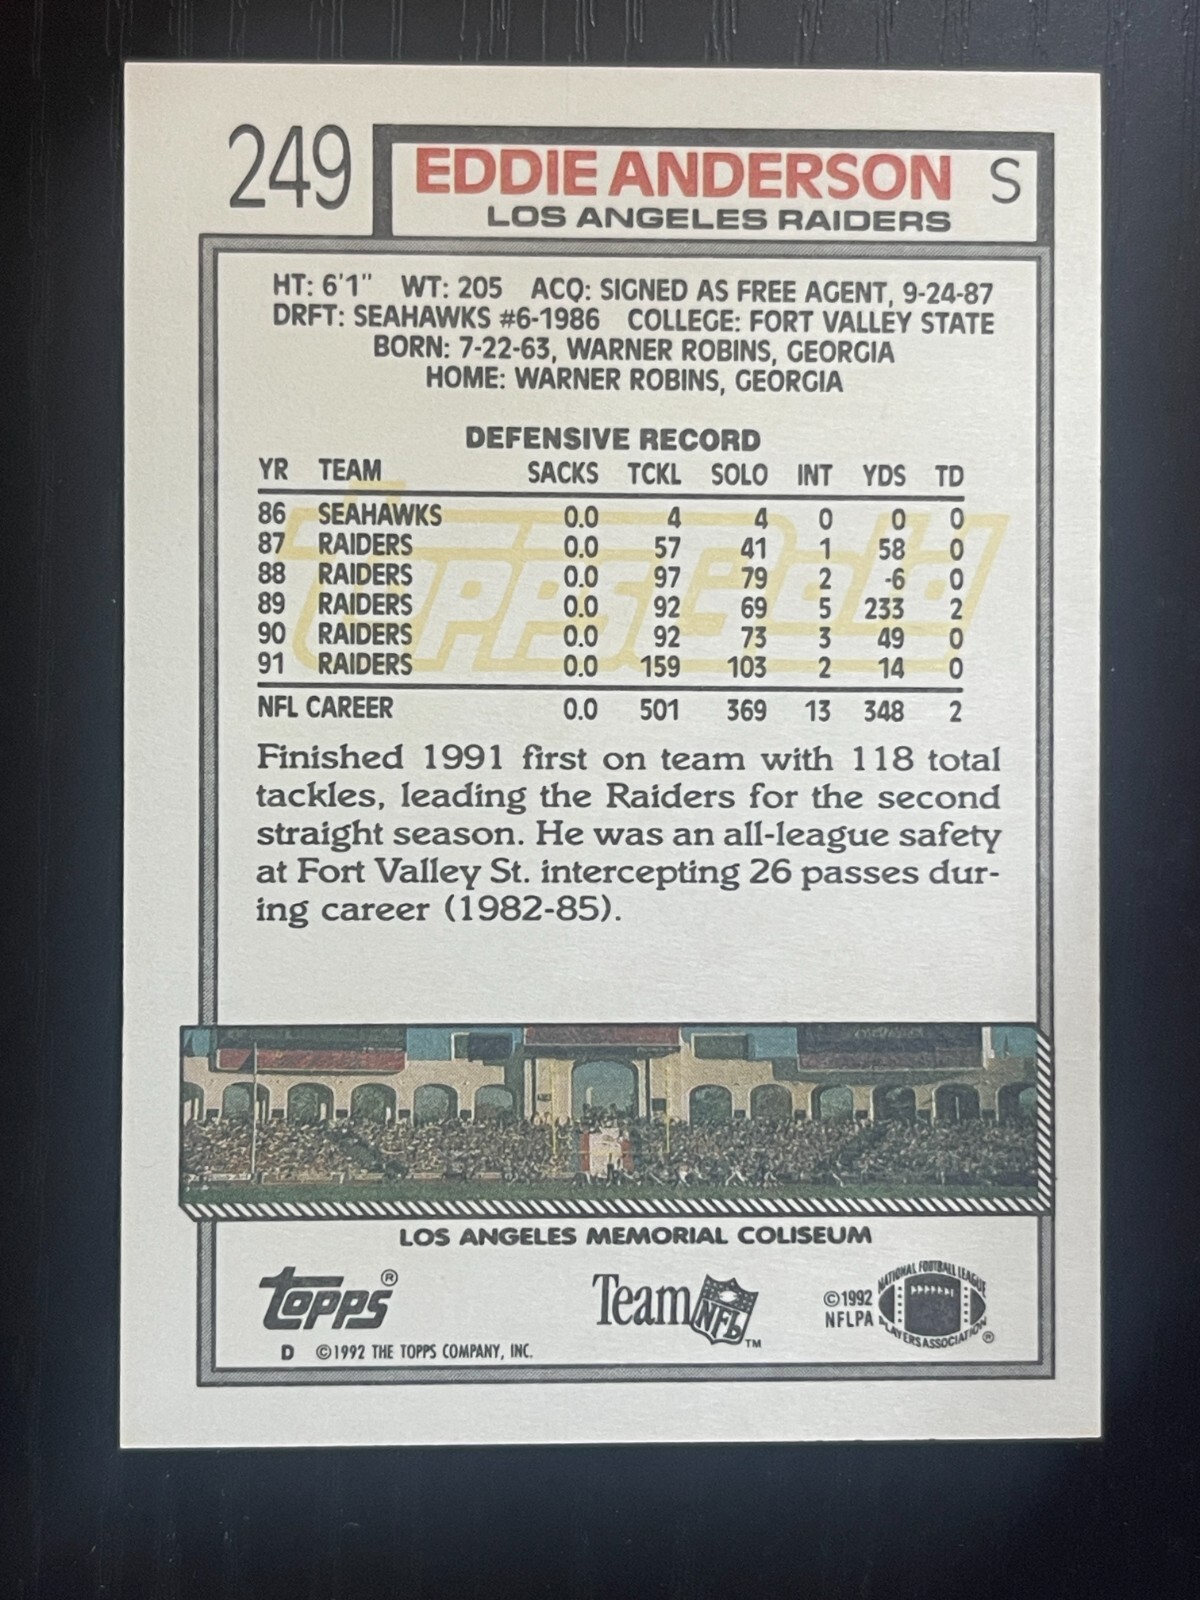 249
EDDIE ANDERSON S
LOS ANGELES RAIDERS
HT: 6'1" WT: 205 ACQ: SIGNED AS FREE AGENT, 9-24-87
DRFT: SEAHAWKS #6-1986 COLLEGE: FORT VALLEY STATE
BORN: 7-22-63, WARNER ROBINS, GEORGIA
HOME: WARNER ROBINS, GEORGIA
DEFENSIVE RECORD
YR TEAM SACKS TCKL SOLO INT YDS TD
86 SEAHAWKS 0.0 4 4 0 0 0
87 RAIDERS 0.0 57 41 1 58 0
88 RAIDERS 0.0 97 79 2 -6 0
89 RAIDERS 0.0 92 69 5 233 2
90 RAIDERS 0.0 92 73 3 49 0
91 RAIDERS 0.0 159 103 2 14 0
NFL CAREER 0.0 501 369 13 348 2
Topps Gold
Finished 1991 first on team with 118 total
tackles, leading the Raiders for the second
straight season. He was an all-league safety
at Fort Valley St. intercepting 26 passes dur-
ing career (1982-85).
LOS ANGELES MEMORIAL COLISEUM
Topps®
Team NFL™
©1992
NFLPA
NATIONAL FOOTBALL LEAGUE
PLAYERS ASSOCIATION®
D ©1992 THE TOPPS COMPANY, INC.